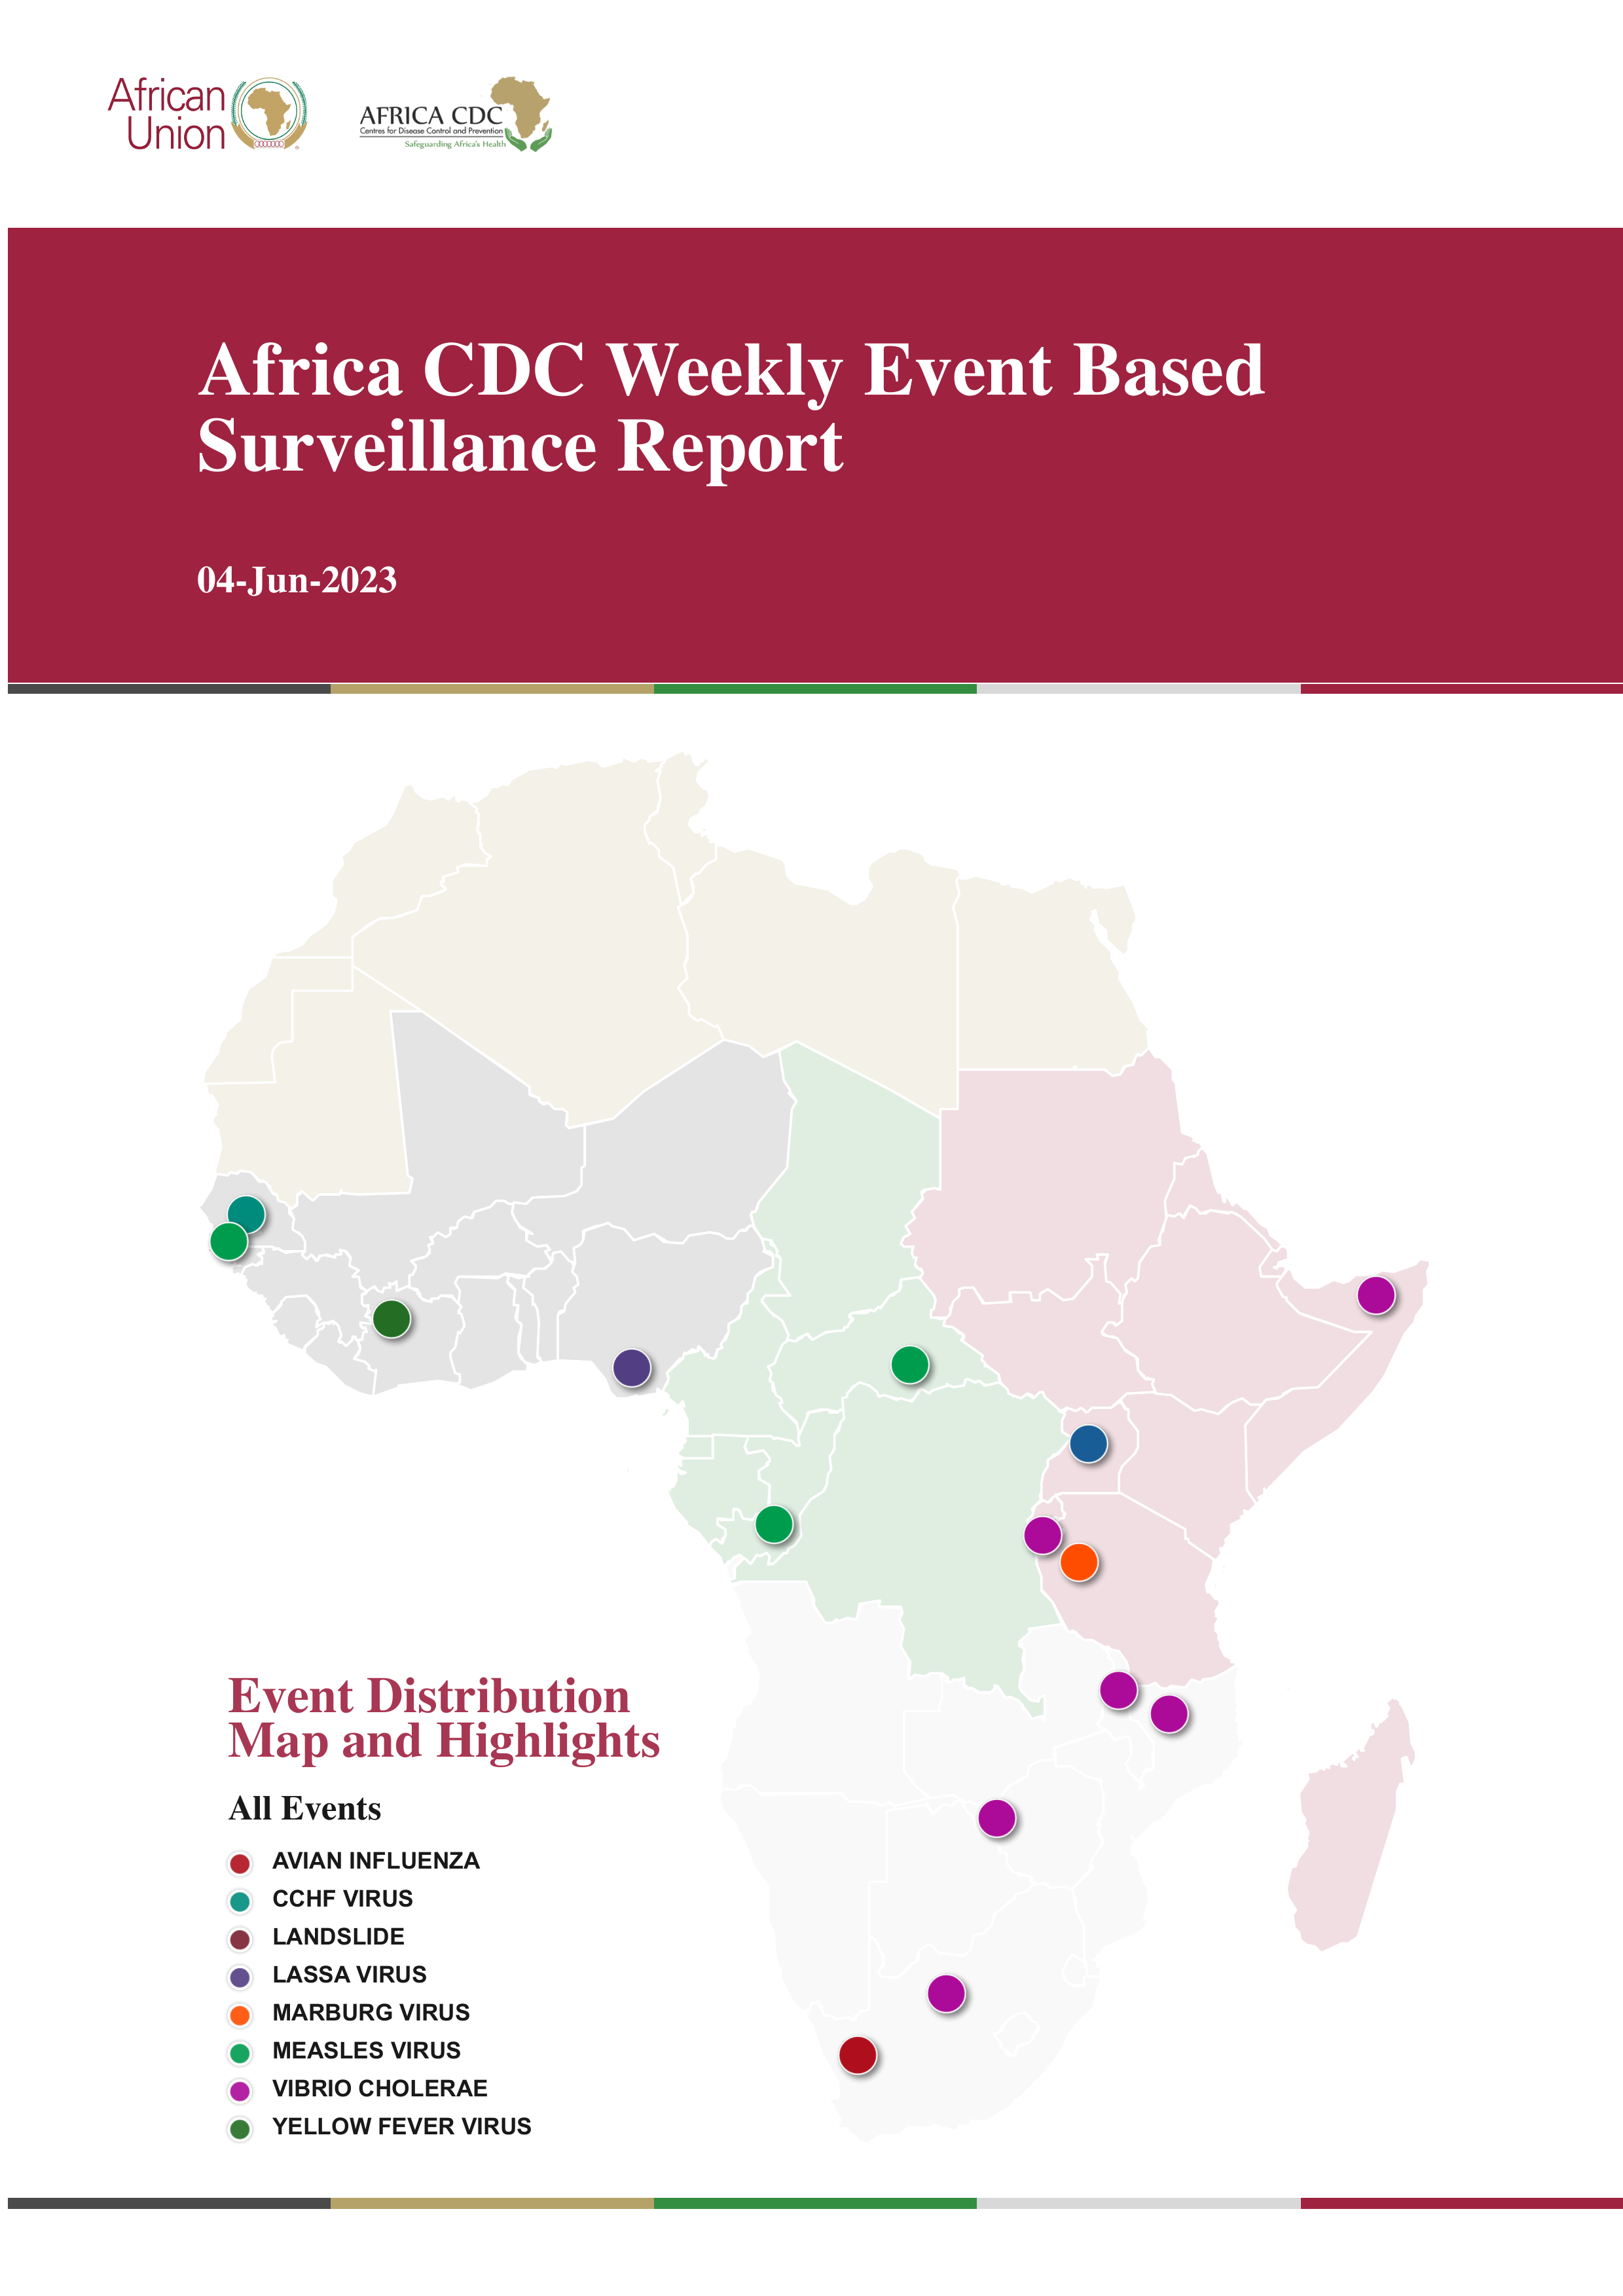 African
Union
AFRICA CDC
Centres for Disease Control and Prevention
Safeguarding Africa's Health
Africa CDC Weekly Event Based
Surveillance Report
04-Jun-2023
Event Distribution
Map and Highlights
All Events
AVIAN INFLUENZA
CCHF VIRUS
LANDSLIDE
LASSA VIRUS
MARBURG VIRUS
MEASLES VIRUS
VIBRIO CHOLERAE
YELLOW FEVER VIRUS